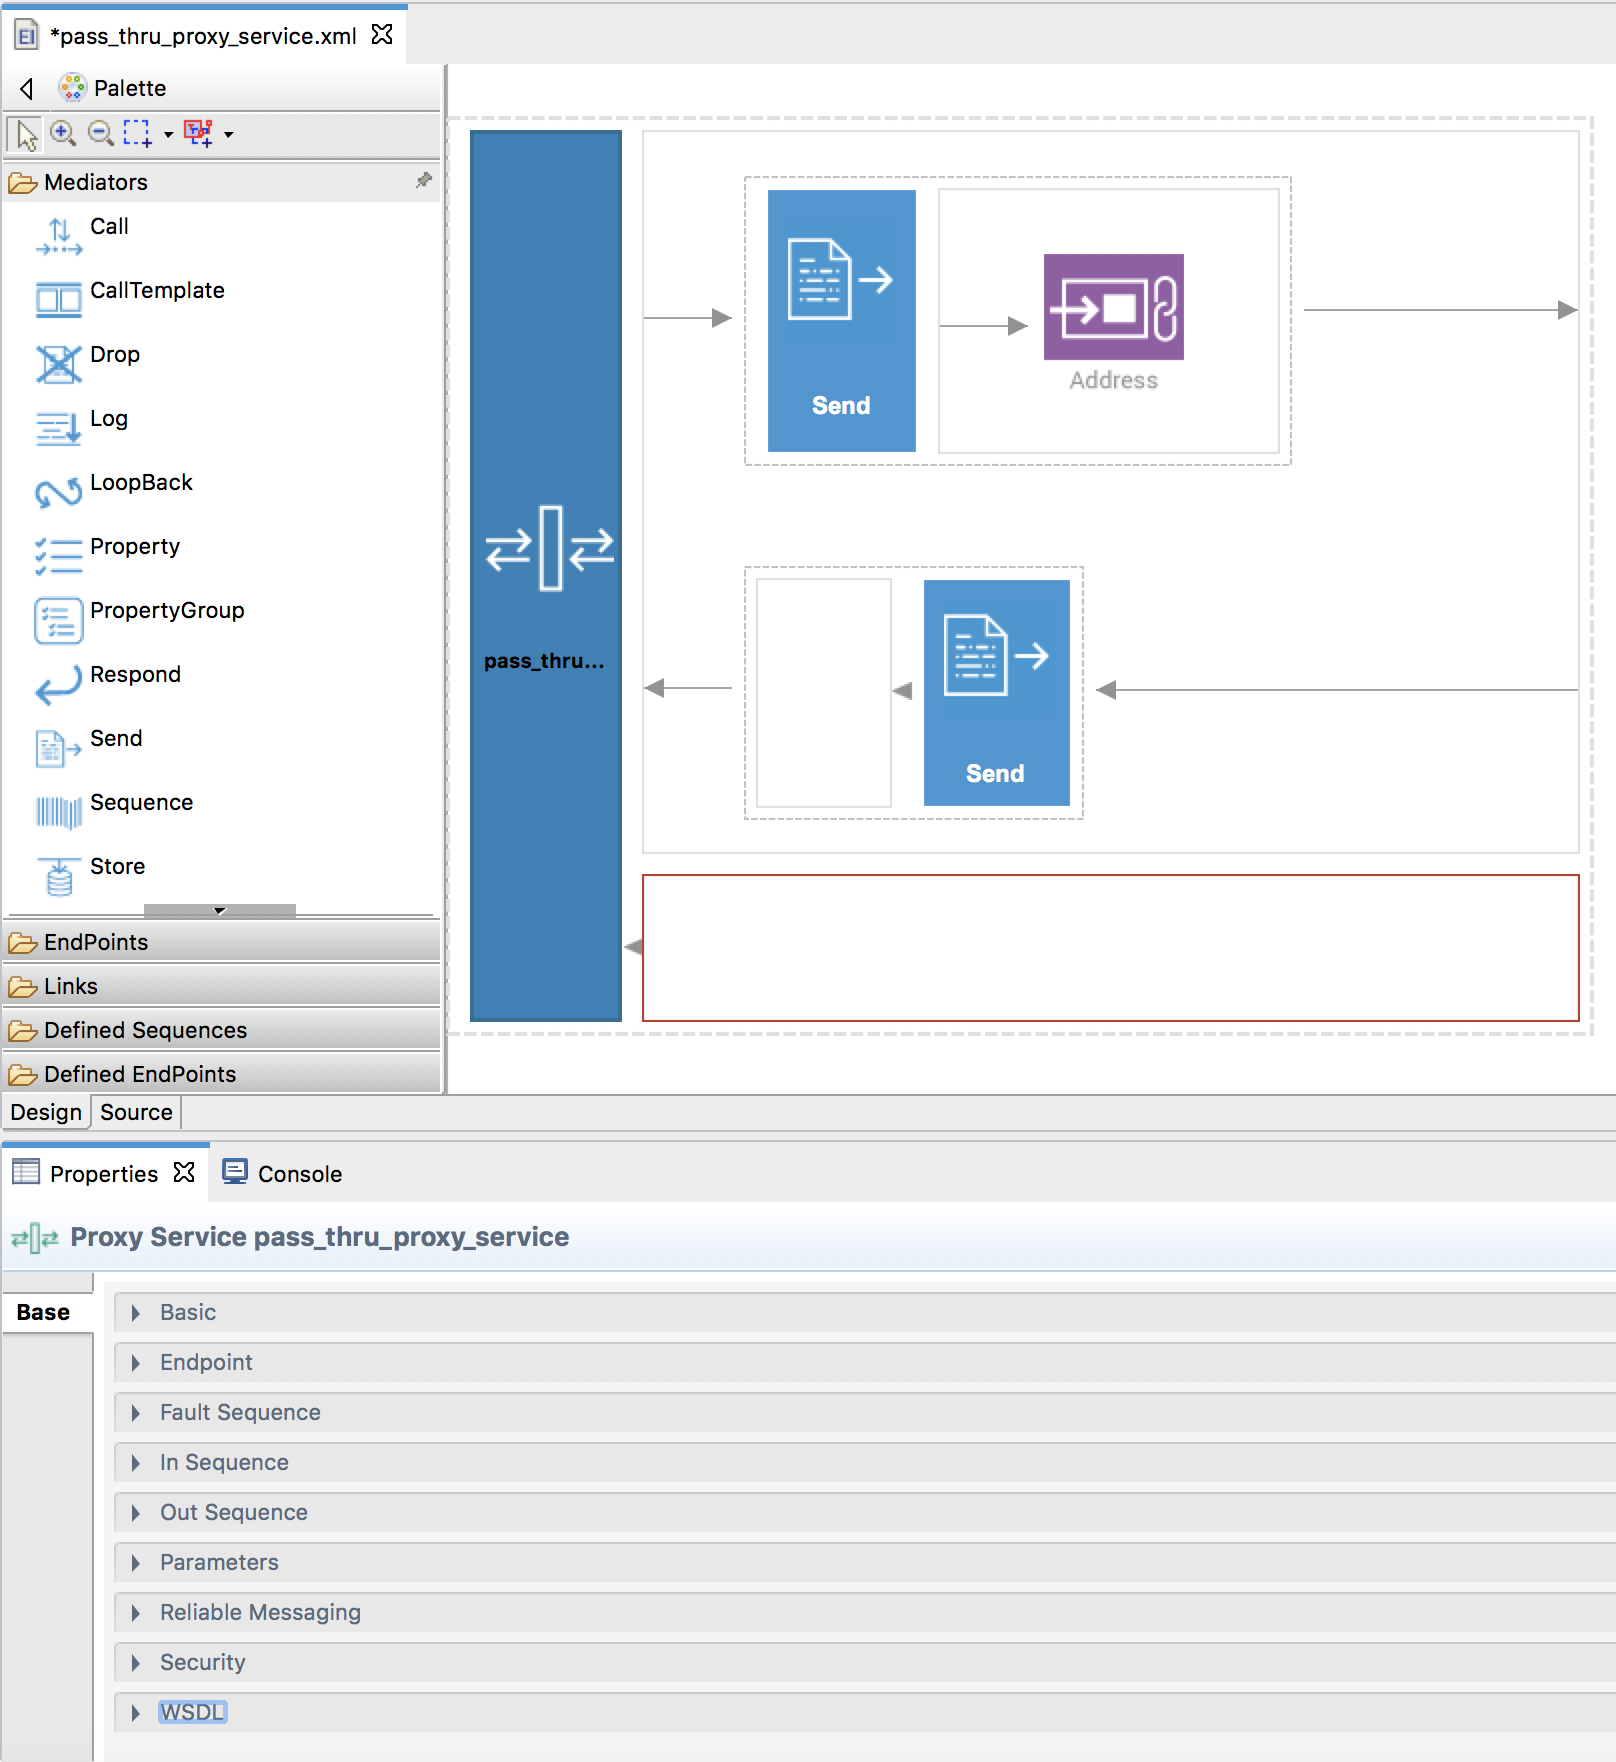 *pass_thru_proxy_service.xml
Palette
Mediators
Call
CallTemplate
Drop
Log
LoopBack
Property
PropertyGroup
Respond
Send
Sequence
Store
EndPoints
Links
Defined Sequences
Defined EndPoints
Send
Address
pass_thru...
Send
Design
Source
Properties
Console
Proxy Service pass_thru_proxy_service
Base
Basic
Endpoint
Fault Sequence
In Sequence
Out Sequence
Parameters
Reliable Messaging
Security
WSDL